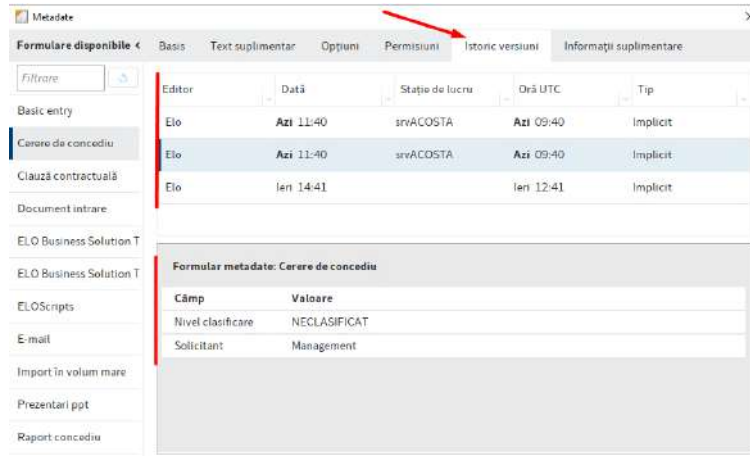 Metadate
Formulare disponibile < Basis Text suplimentar Opțiuni Permisiuni Istoric versiuni Informații suplimentare
Filtrare
Editor Dată Stație de lucru Oră UTC Tip
Basic entry
Elo Azi 11:40 srvACOSTA Azi 09:40 Implicit
Cerere de concediu
Elo Azi 11:40 srvACOSTA Azi 09:40 Implicit
Clauză contractuală
Elo Ieri 14:41 Ieri 12:41 Implicit
Document intrare
ELO Business Solution T
ELO Business Solution T
Formular metadate: Cerere de concediu
Câmp Valoare
ELOScripts
Nivel clasificare NECLASIFICAT
E-mail
Solicitant Management
Import în volum mare
Prezentari ppt
Raport concediu